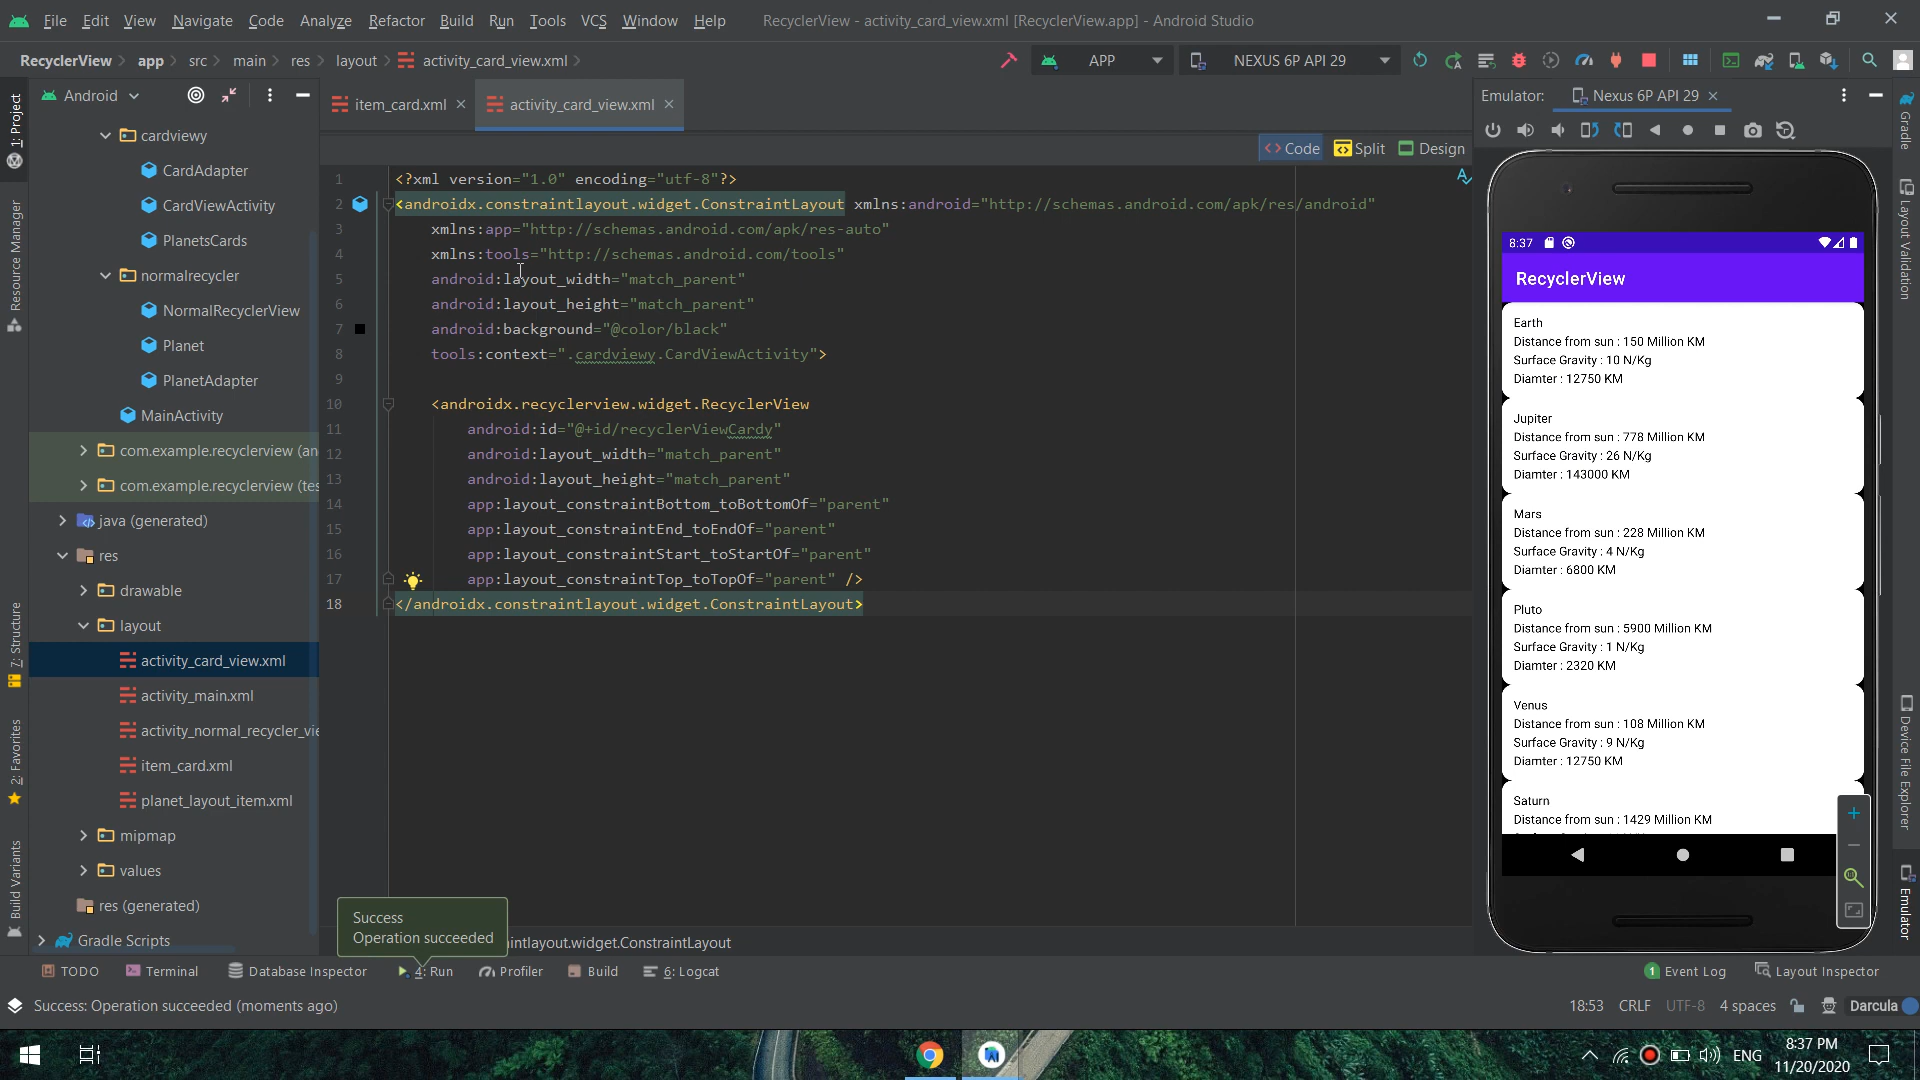 File Edit View Navigate Code Analyze Refactor Build Run Tools VCS Window Help RecyclerView - activity_card_view.xml [RecyclerView.app] - Android Studio
RecyclerView app src main res layout activity_card_view.xml APP NEXUS 6P API 29
Android
item_card.xml activity_card_view.xml
Emulator: Nexus 6P API 29
Code Split Design
1: Project
Resource Manager
7: Structure
2: Favorites
Build Variants
cardviewy
CardAdapter
CardViewActivity
PlanetsCards
normalrecycler
NormalRecyclerView
Planet
PlanetAdapter
MainActivity
com.example.recyclerview (an
com.example.recyclerview (tes
java (generated)
res
drawable
layout
activity_card_view.xml
activity_main.xml
activity_normal_recycler_vie
item_card.xml
planet_layout_item.xml
mipmap
values
res (generated)
Gradle Scripts
1 <?xml version="1.0" encoding="utf-8"?>
2 <androidx.constraintlayout.widget.ConstraintLayout xmlns:android="http://schemas.android.com/apk/res/android"
3 xmlns:app="http://schemas.android.com/apk/res-auto"
4 xmlns:tools="http://schemas.android.com/tools"
5 android:layout_width="match_parent"
6 android:layout_height="match_parent"
7 android:background="@color/black"
8 tools:context=".cardviewy.CardViewActivity">
9
10 <androidx.recyclerview.widget.RecyclerView
11 android:id="@+id/recyclerViewCardy"
12 android:layout_width="match_parent"
13 android:layout_height="match_parent"
14 app:layout_constraintBottom_toBottomOf="parent"
15 app:layout_constraintEnd_toEndOf="parent"
16 app:layout_constraintStart_toStartOf="parent"
17 app:layout_constraintTop_toTopOf="parent" />
18 </androidx.constraintlayout.widget.ConstraintLayout>
8:37
RecyclerView
Earth
Distance from sun : 150 Million KM
Surface Gravity : 10 N/Kg
Diamter : 12750 KM
Jupiter
Distance from sun : 778 Million KM
Surface Gravity : 26 N/Kg
Diamter : 143000 KM
Mars
Distance from sun : 228 Million KM
Surface Gravity : 4 N/Kg
Diamter : 6800 KM
Pluto
Distance from sun : 5900 Million KM
Surface Gravity : 1 N/Kg
Diamter : 2320 KM
Venus
Distance from sun : 108 Million KM
Surface Gravity : 9 N/Kg
Diamter : 12750 KM
Saturn
Distance from sun : 1429 Million KM
Gradle
Layout Validation
Device File Explorer
Emulator
Success
Operation succeeded
intlayout.widget.ConstraintLayout
TODO Terminal Database Inspector 4: Run Profiler Build 6: Logcat 1 Event Log Layout Inspector
Success: Operation succeeded (moments ago) 18:53 CRLF UTF-8 4 spaces Darcula
ENG
8:37 PM
11/20/2020